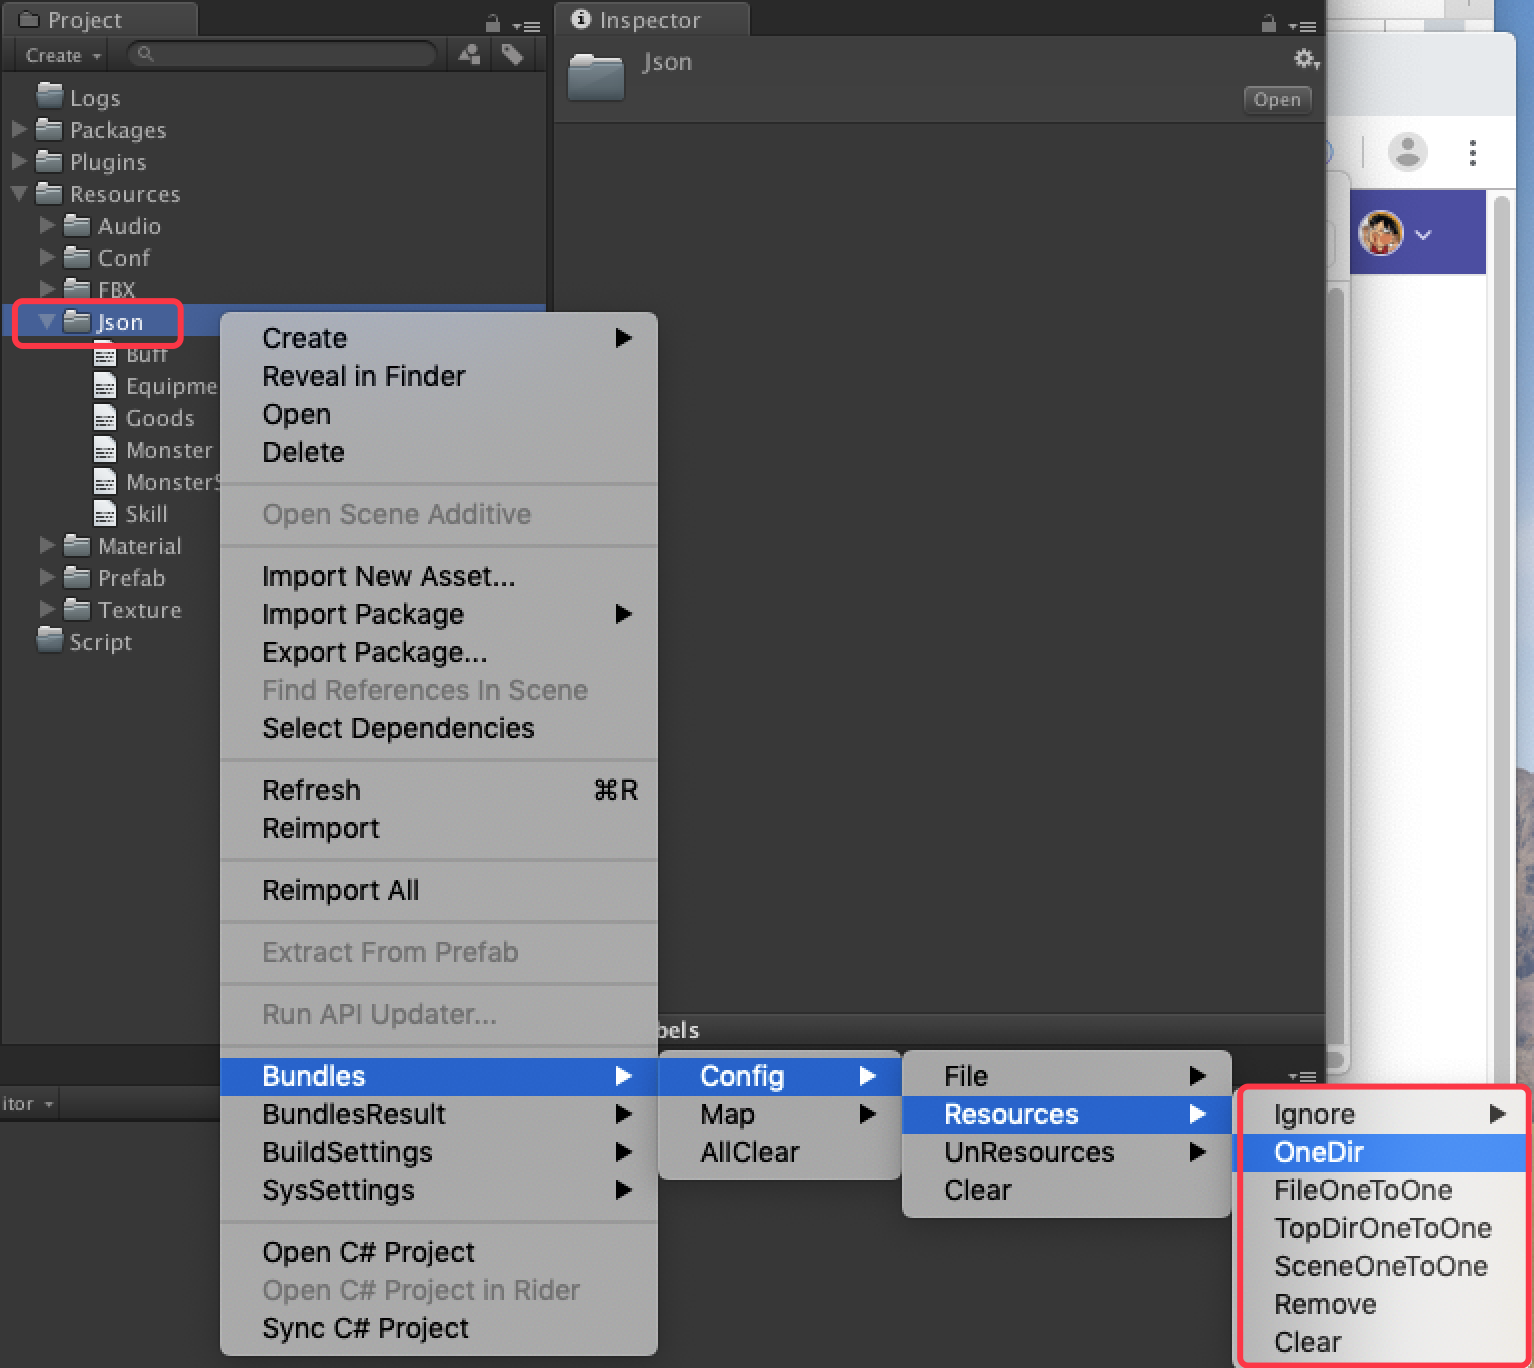 Project
Create
Logs
Packages
Plugins
Resources
Audio
Conf
FBX
Json
Buff
Equipme
Goods
Monster
MonsterS
Skill
Material
Prefab
Texture
Script
Inspector
Json
Open
Create
Reveal in Finder
Open
Delete
Open Scene Additive
Import New Asset...
Import Package
Export Package...
Find References In Scene
Select Dependencies
Refresh ⌘R
Reimport
Reimport All
Extract From Prefab
Run API Updater...
Bundles
BundlesResult
BuildSettings
SysSettings
Open C# Project
Open C# Project in Rider
Sync C# Project
bels
itor
Config
Map
AllClear
File
Resources
UnResources
Clear
Ignore
OneDir
FileOneToOne
TopDirOneToOne
SceneOneToOne
Remove
Clear